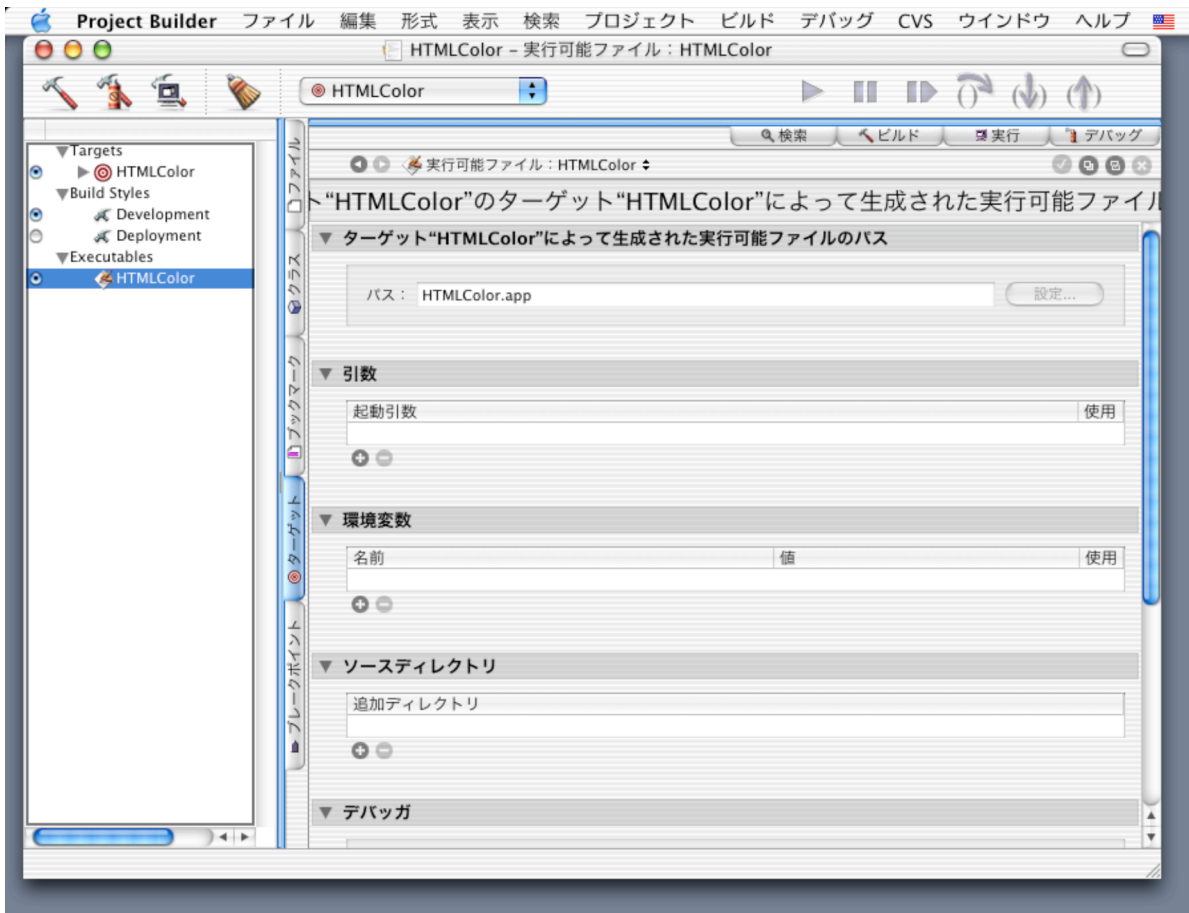 Project Builder ファイル 編集 形式 表示 検索 プロジェクト ビルド デバッグ CVS ウインドウ ヘルプ
HTMLColor – 実行可能ファイル：HTMLColor
HTMLColor
検索 ビルド 実行 デバッグ
実行可能ファイル：HTMLColor
ト“HTMLColor”のターゲット“HTMLColor”によって生成された実行可能ファイル
Targets
HTMLColor
Build Styles
Development
Deployment
Executables
HTMLColor
ファイル
クラス
ブックマーク
ターゲット
ブレークポイント
ターゲット“HTMLColor”によって生成された実行可能ファイルのパス
パス： HTMLColor.app 設定...
引数
起動引数 使用
環境変数
名前 値 使用
ソースディレクトリ
追加ディレクトリ
デバッガ